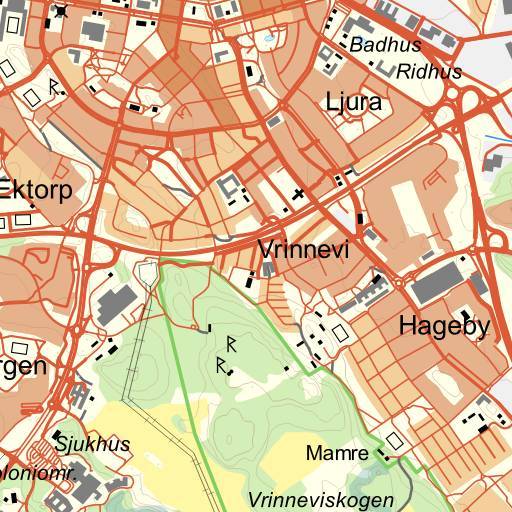 Badhus
Ridhus
Ljura
Ektorp
Vrinnevi
Hageby
rgen
Sjukhus
Mamre
oloniomr.
Vrinneviskogen